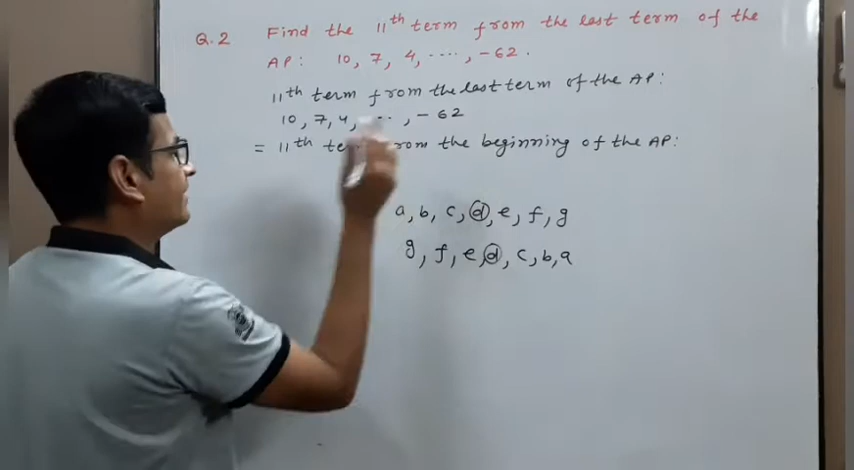 Q.2 Find the 11th term from the last term of the
AP: 10, 7, 4, ...., -62.
11th term from the last term of the AP:
10, 7, 4, .., -62
= 11th te from the beginning of the AP:
a, b, c, d, e, f, g
g, f, e, d, c, b, a